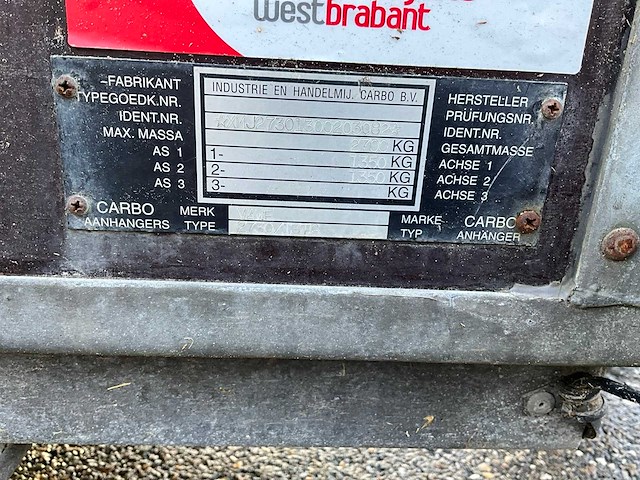 westbrabant
-FABRIKANT
INDUSTRIE EN HANDELMIJ. CARBO B.V.
HERSTELLER
TYPEGOEDK.NR.
PRÜFUNGSNR.
IDENT.NR.
IDENT.NR.
MAX. MASSA
KG
GESAMTMASSE
AS 1
1-
1350 KG
ACHSE 1
AS 2
2-
1350 KG
ACHSE 2
AS 3
3-
KG
ACHSE 3
CARBO
AANHANGERS
MERK
MARKE
CARBO
ANHÄNGER
TYPE
TYP